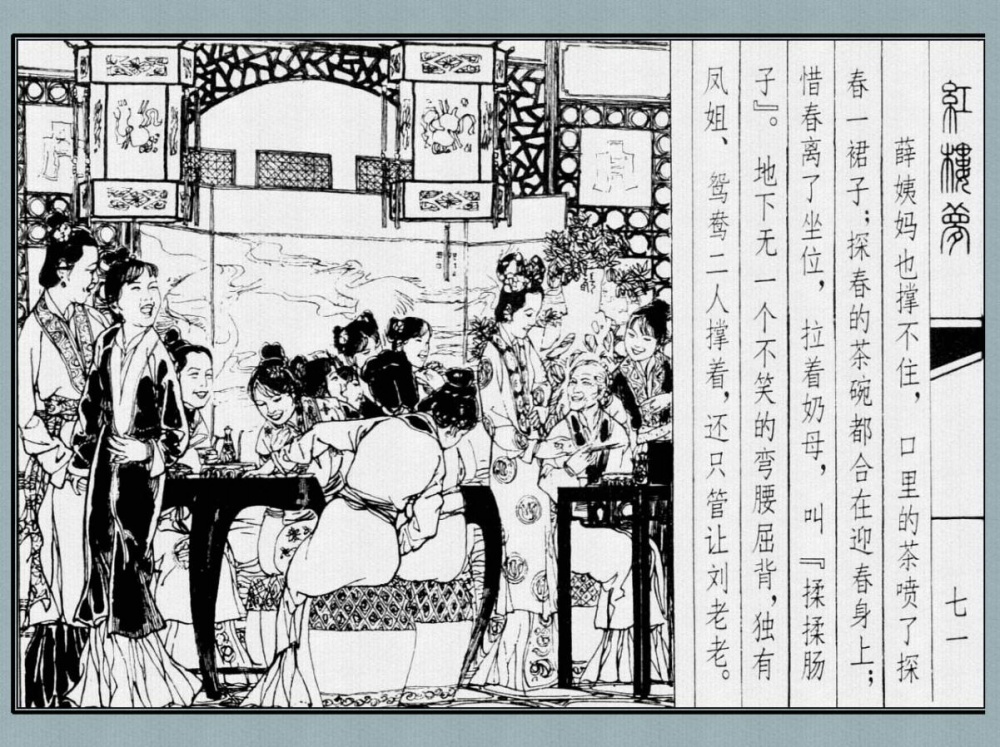 紅樓夢
七一
薛姨妈也撑不住，口里的茶喷了探
春一裙子；探春的茶碗都合在迎春身上；
惜春离了坐位，拉着奶母，叫『揉揉肠
子』。地下无一个不笑的弯腰屈背，独有
凤姐、鸳鸯二人撑着，还只管让刘老老。